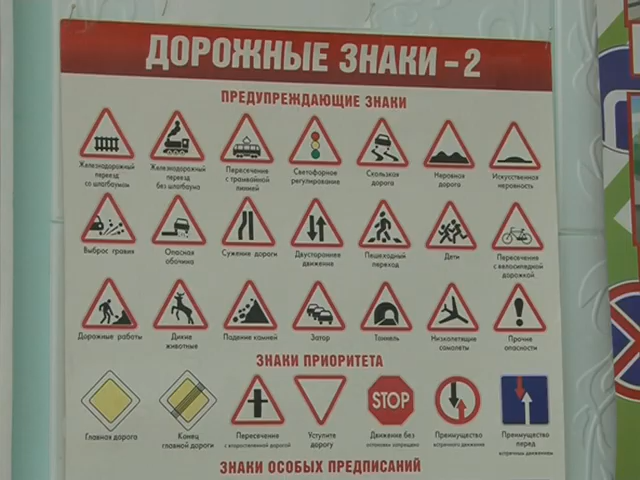 ДОРОЖНЫЕ ЗНАКИ - 2
ПРЕДУПРЕЖДАЮЩИЕ ЗНАКИ
Железнодорожный переезд со шлагбаумом
Железнодорожный переезд без шлагбаума
Пересечение с трамвайной линией
Светофорное регулирование
Скользкая дорога
Неровная дорога
Искусственная неровность
Выброс гравия
Опасная обочина
Сужение дороги
Двустороннее движение
Пешеходный переход
Дети
Пересечение с велосипедной дорожкой
Дорожные работы
Дикие животные
Падение камней
Затор
Тоннель
Низколетящие самолеты
Прочие опасности
ЗНАКИ ПРИОРИТЕТА
STOP
Главная дорога
Конец главной дороги
Пересечение с второстепенной дорогой
Уступите дорогу
Движение без остановки запрещено
Преимущество встречного движения
Преимущество перед встречным движением
ЗНАКИ ОСОБЫХ ПРЕДПИСАНИЙ